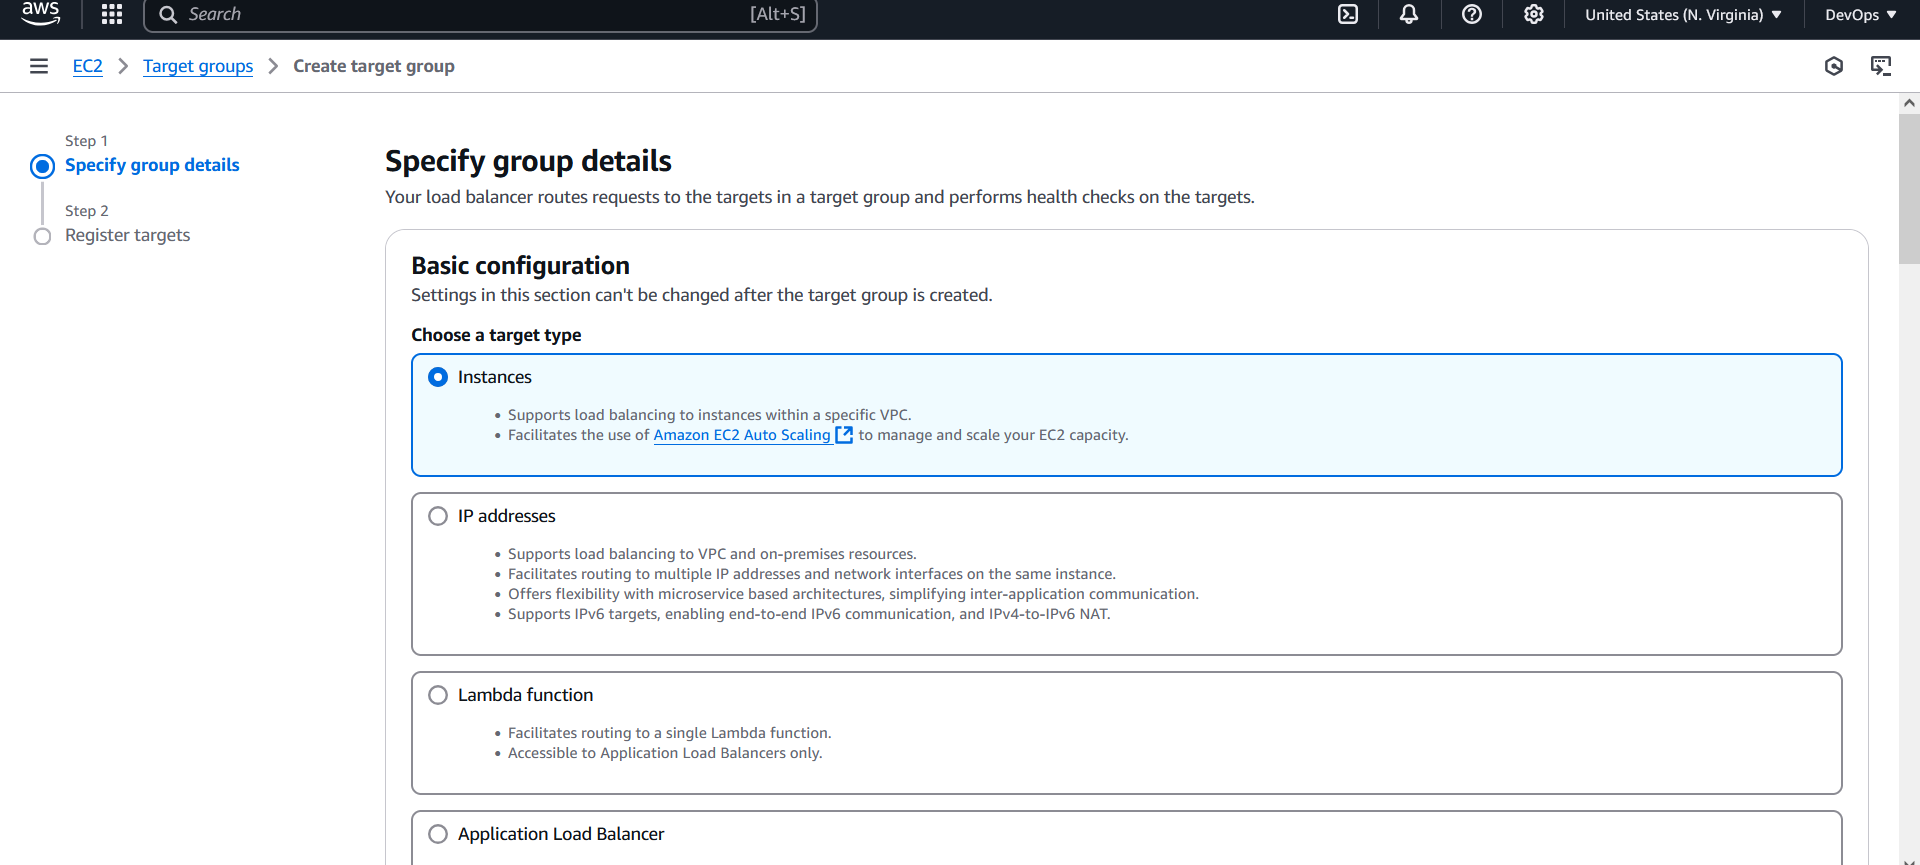 aws
Search [Alt+S]
United States (N. Virginia)
DevOps
EC2 Target groups Create target group
Step 1
Specify group details
Step 2
Register targets
Specify group details
Your load balancer routes requests to the targets in a target group and performs health checks on the targets.
Basic configuration
Settings in this section can't be changed after the target group is created.
Choose a target type
Instances
• Supports load balancing to instances within a specific VPC.
• Facilitates the use of Amazon EC2 Auto Scaling to manage and scale your EC2 capacity.
IP addresses
• Supports load balancing to VPC and on-premises resources.
• Facilitates routing to multiple IP addresses and network interfaces on the same instance.
• Offers flexibility with microservice based architectures, simplifying inter-application communication.
• Supports IPv6 targets, enabling end-to-end IPv6 communication, and IPv4-to-IPv6 NAT.
Lambda function
• Facilitates routing to a single Lambda function.
• Accessible to Application Load Balancers only.
Application Load Balancer